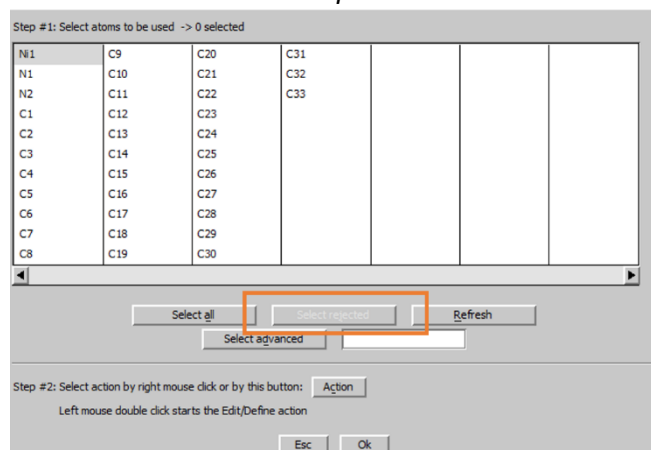 Step #1: Select atoms to be used -> 0 selected
Ni1 C9 C20 C31
N1 C10 C21 C32
N2 C11 C22 C33
C1 C12 C23
C2 C13 C24
C3 C14 C25
C4 C15 C26
C5 C16 C27
C6 C17 C28
C7 C18 C29
C8 C19 C30
Select all Select rejected Refresh
Select advanced
Step #2: Select action by right mouse click or by this button: Action
Left mouse double click starts the Edit/Define action
Esc Ok